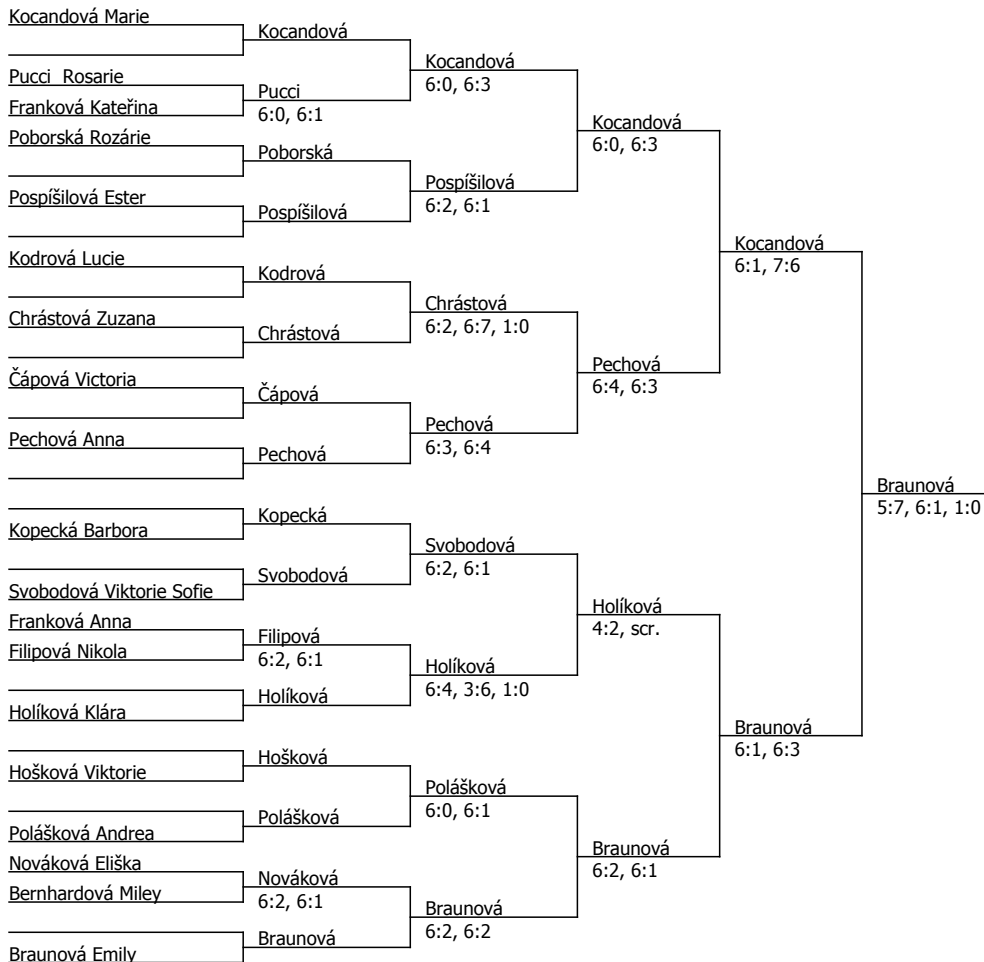 Kocandová Marie
Pucci  Rosarie
Franková Kateřina
Poborská Rozárie
Pospíšilová Ester
Kodrová Lucie
Chrástová Zuzana
Čápová Victoria
Pechová Anna
Kopecká Barbora
Svobodová Viktorie Sofie
Franková Anna
Filipová Nikola
Holíková Klára
Hošková Viktorie
Polášková Andrea
Nováková Eliška
Bernhardová Miley
Braunová Emily
Kocandová
Pucci
6:0, 6:1
Poborská
Pospíšilová
Kodrová
Chrástová
Čápová
Pechová
Kopecká
Svobodová
Filipová
6:2, 6:1
Holíková
Hošková
Polášková
Nováková
6:2, 6:1
Braunová
Kocandová
6:0, 6:3
Pospíšilová
6:2, 6:1
Chrástová
6:2, 6:7, 1:0
Pechová
6:3, 6:4
Svobodová
6:2, 6:1
Holíková
6:4, 3:6, 1:0
Polášková
6:0, 6:1
Braunová
6:2, 6:2
Kocandová
6:0, 6:3
Pechová
6:4, 6:3
Holíková
4:2, scr.
Braunová
6:2, 6:1
Kocandová
6:1, 7:6
Braunová
6:1, 6:3
Braunová
5:7, 6:1, 1:0